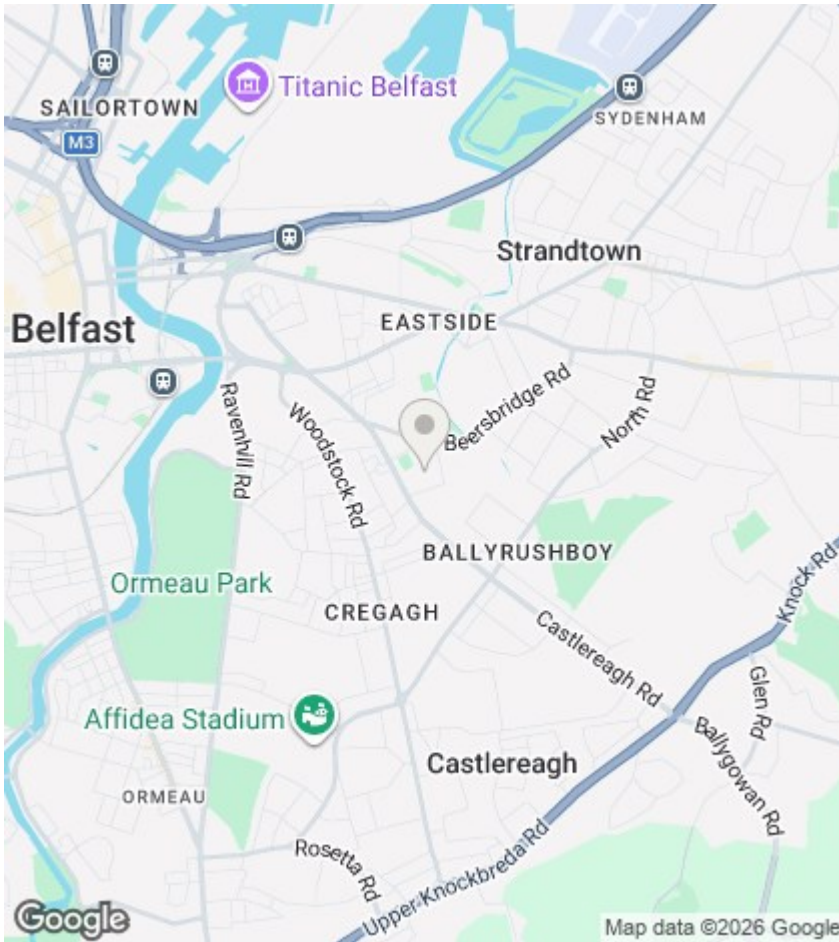 Titanic Belfast
SAILORTOWN
M3
SYDENHAM
Strandtown
EASTSIDE
Belfast
Beersbridge Rd
North Rd
Ravenhill Rd
Woodstock Rd
BALLYRUSHBOY
Ormeau Park
CREGAGH
Knock Rd
Castlereagh Rd
Glen Rd
Affidea Stadium
Castlereagh
Ballygowan Rd
ORMEAU
Rosetta Rd
Upper Knockbreda Rd
Google
Map data ©2026 Google